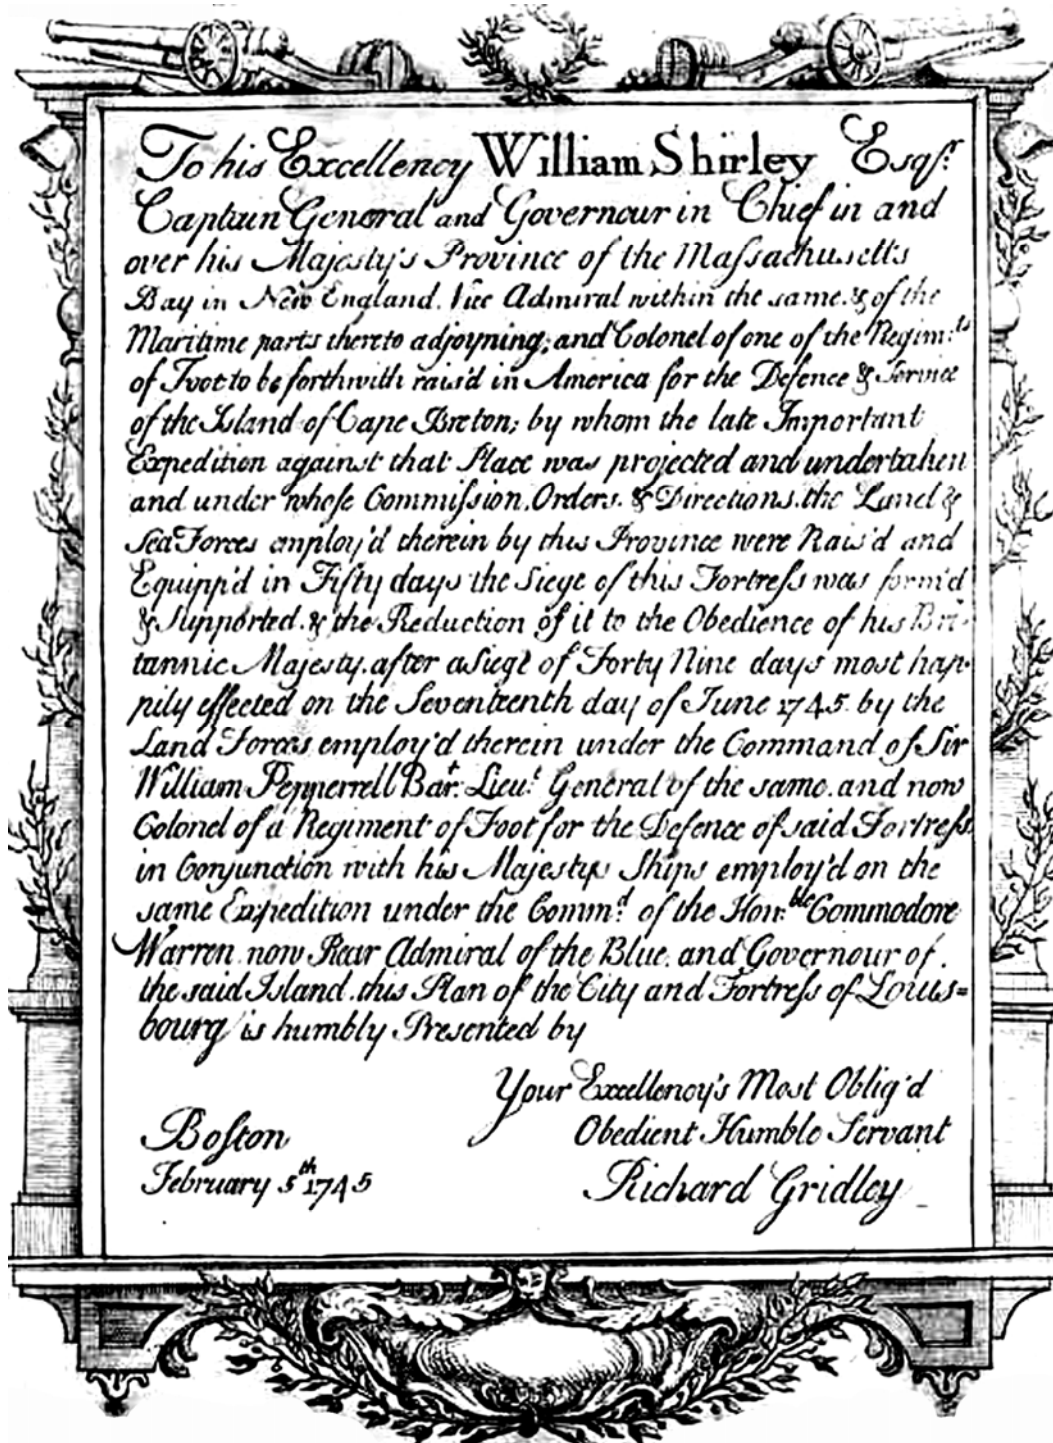 To his Excellency William Shirley Esqr.
Captain General and Governour in Chief in and
over his Majesty's Province of the Massachusetts
Bay in New England. Vice Admiral within the same. & of the
Maritime parts thereto adjoyning; and Colonel of one of the Regimts.
of Foot to be forthwith rais'd in America for the Defence & Service
of the Island of Cape Breton; by whom the late Important
Expedition against that Place was projected and undertaken
and under whose Commission. Orders. & Directions. the Land &
Sea Forces employ'd therein by this Province were Rais'd and
Equipp'd in Fifty days the Siege of this Fortress was form'd
& Supported. & the Reduction of it to the Obedience of his Bri-
tannic Majesty. after a Siege of Forty Nine days most hap-
pily effected on the Seventeenth day of June 1745. by the
Land Forces employ'd therein under the Command of Sir
William Pepperrell Bart. Lieut. General of the same. and now
Colonel of a Regiment of Foot for the Defence of said Fortress
in Conjunction with his Majestys Ships employ'd on the
same Expedition under the Commd. of the Honble. Commodore
Warren. now Rear Admiral of the Blue. and Governour of.
the said Island. this Plan of the City and Fortress of Louis=
bourg is humbly Presented by
Your Excellency's Most Oblig'd
Obedient Humble Servant
Richard Gridley
Boston
February 5th 1745